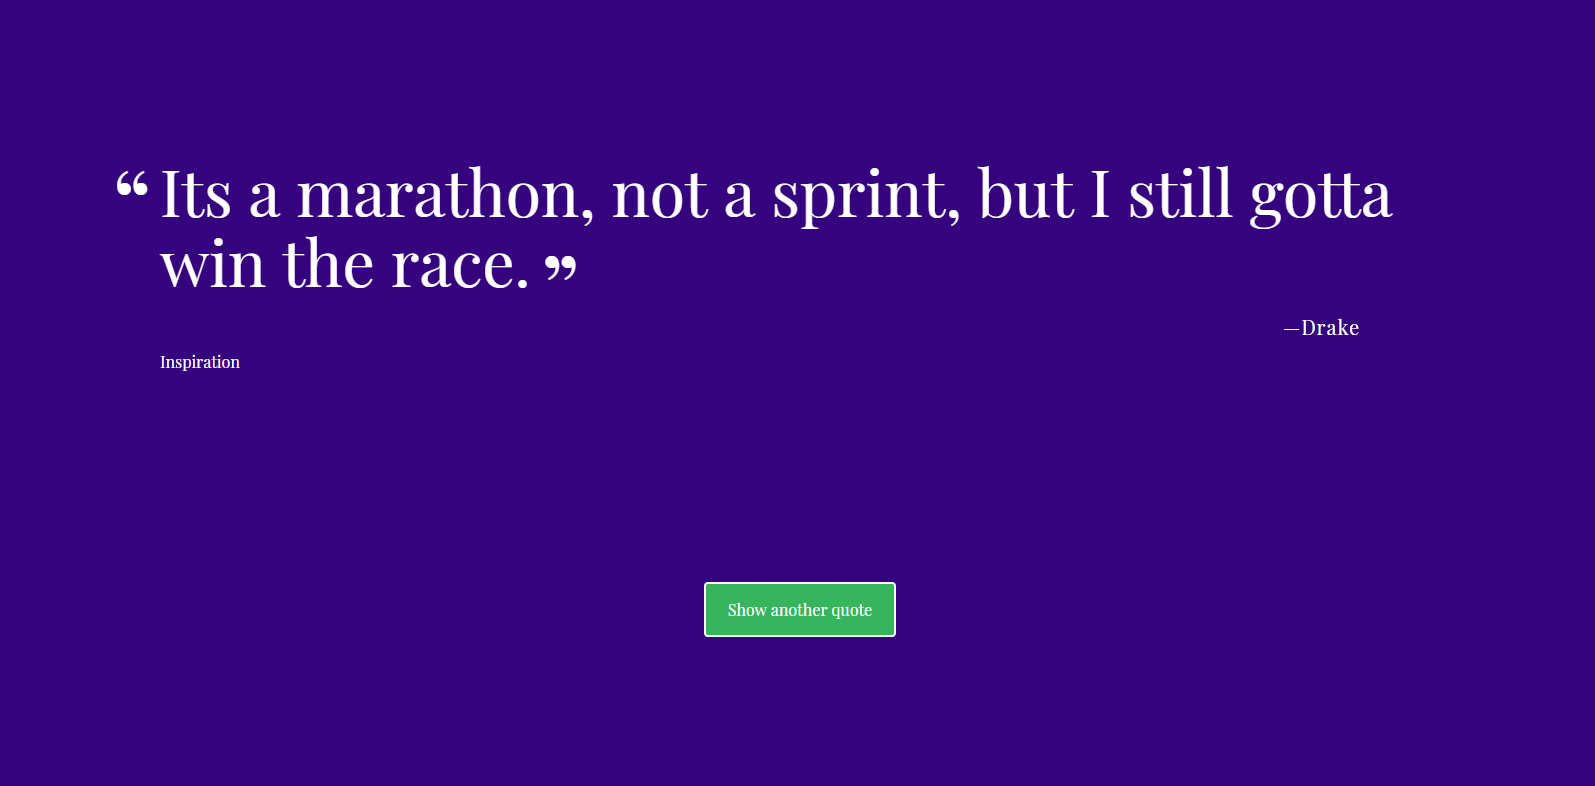 “Its a marathon, not a sprint, but I still gotta
win the race.”
—Drake
Inspiration
Show another quote